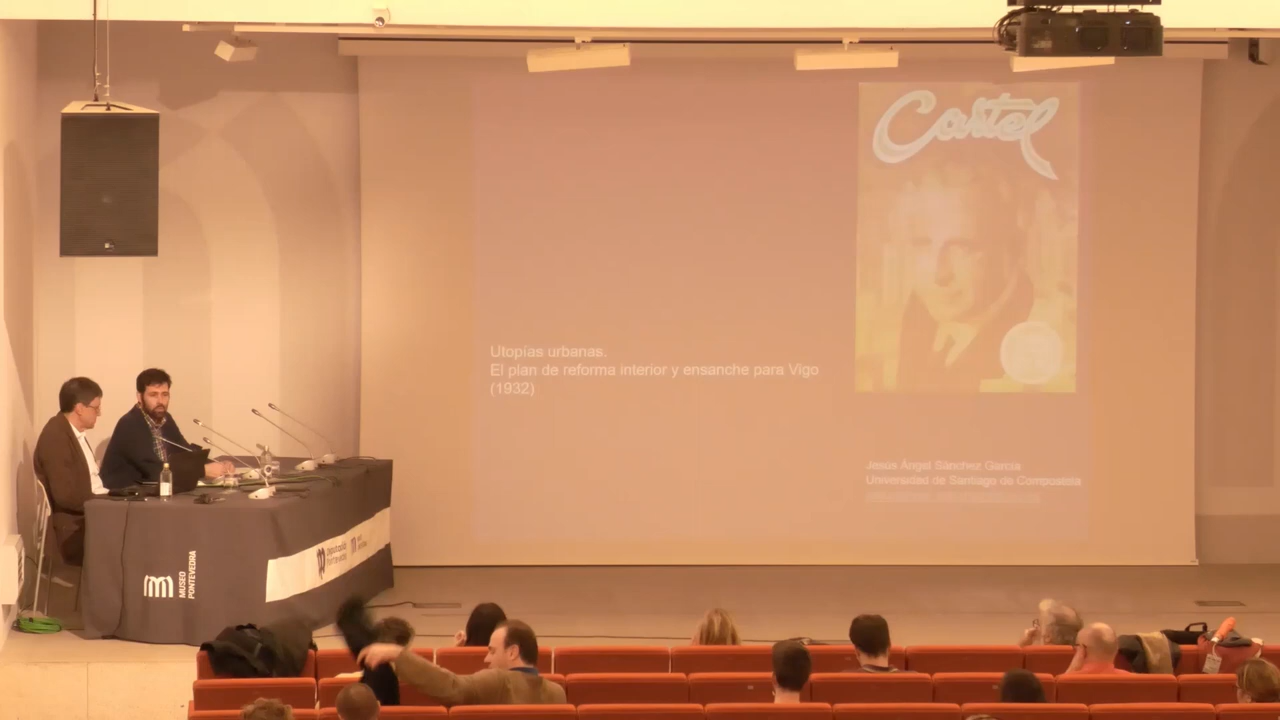 Cartel
Utopías urbanas.
El plan de reforma interior y ensanche para Vigo
(1932)
Jesús Ángel Sánchez García
Universidad de Santiago de Compostela
MUSEO
PONTEVEDRA